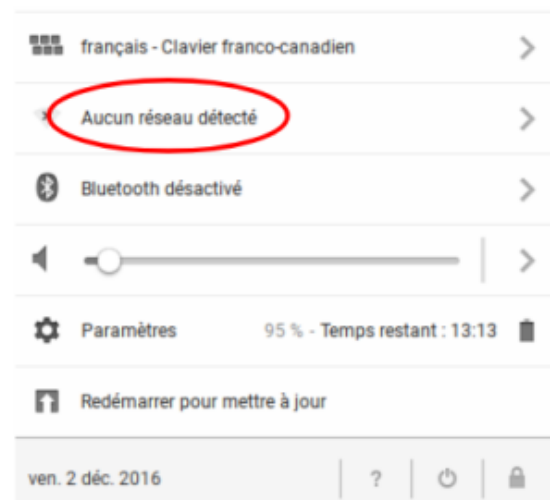 français - Clavier franco-canadien
Aucun réseau détecté
Bluetooth désactivé
Paramètres 95 % - Temps restant : 13:13
Redémarrer pour mettre à jour
ven. 2 déc. 2016 ?